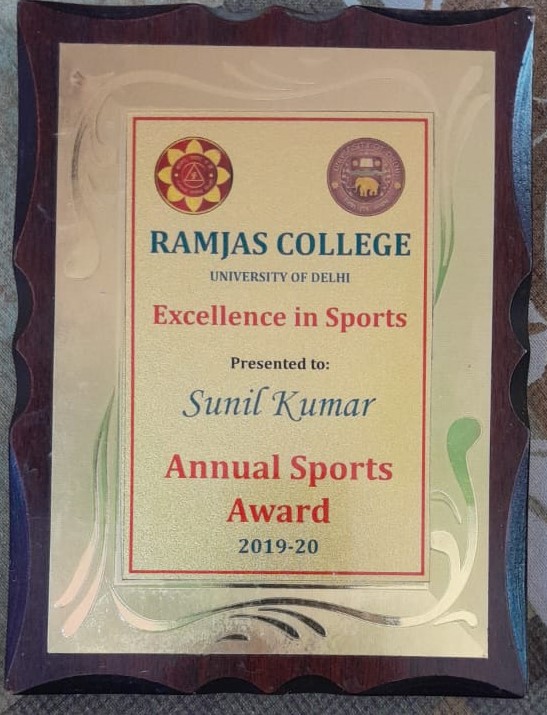 RAMJAS COLLEGE
UNIVERSITY OF DELHI
Excellence in Sports
Presented to:
Sunil Kumar
Annual Sports
Award
2019-20